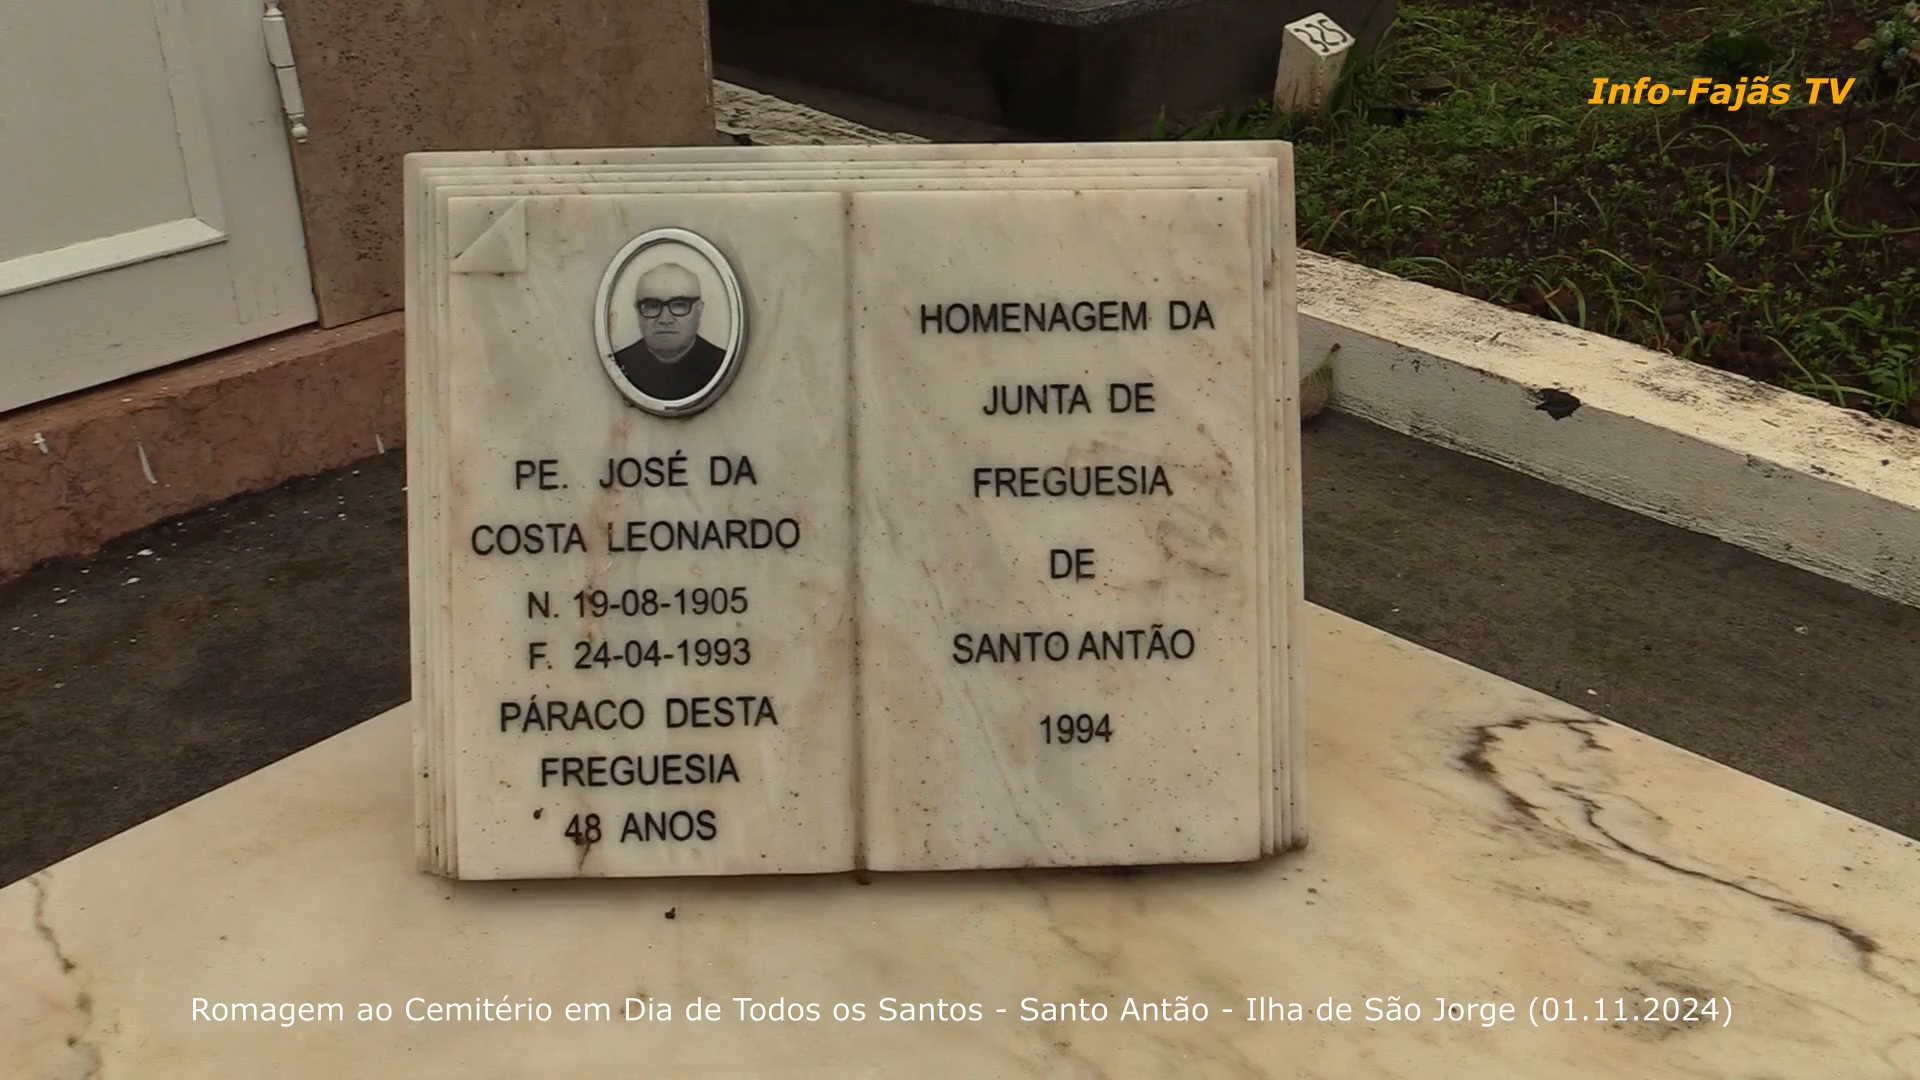 325
Info-Fajãs TV
PE. JOSÉ DA
COSTA LEONARDO
N. 19-08-1905
F. 24-04-1993
PÁRACO DESTA
FREGUESIA
48 ANOS
HOMENAGEM DA
JUNTA DE
FREGUESIA
DE
SANTO ANTÃO
1994
Romagem ao Cemitério em Dia de Todos os Santos - Santo Antão - Ilha de São Jorge (01.11.2024)